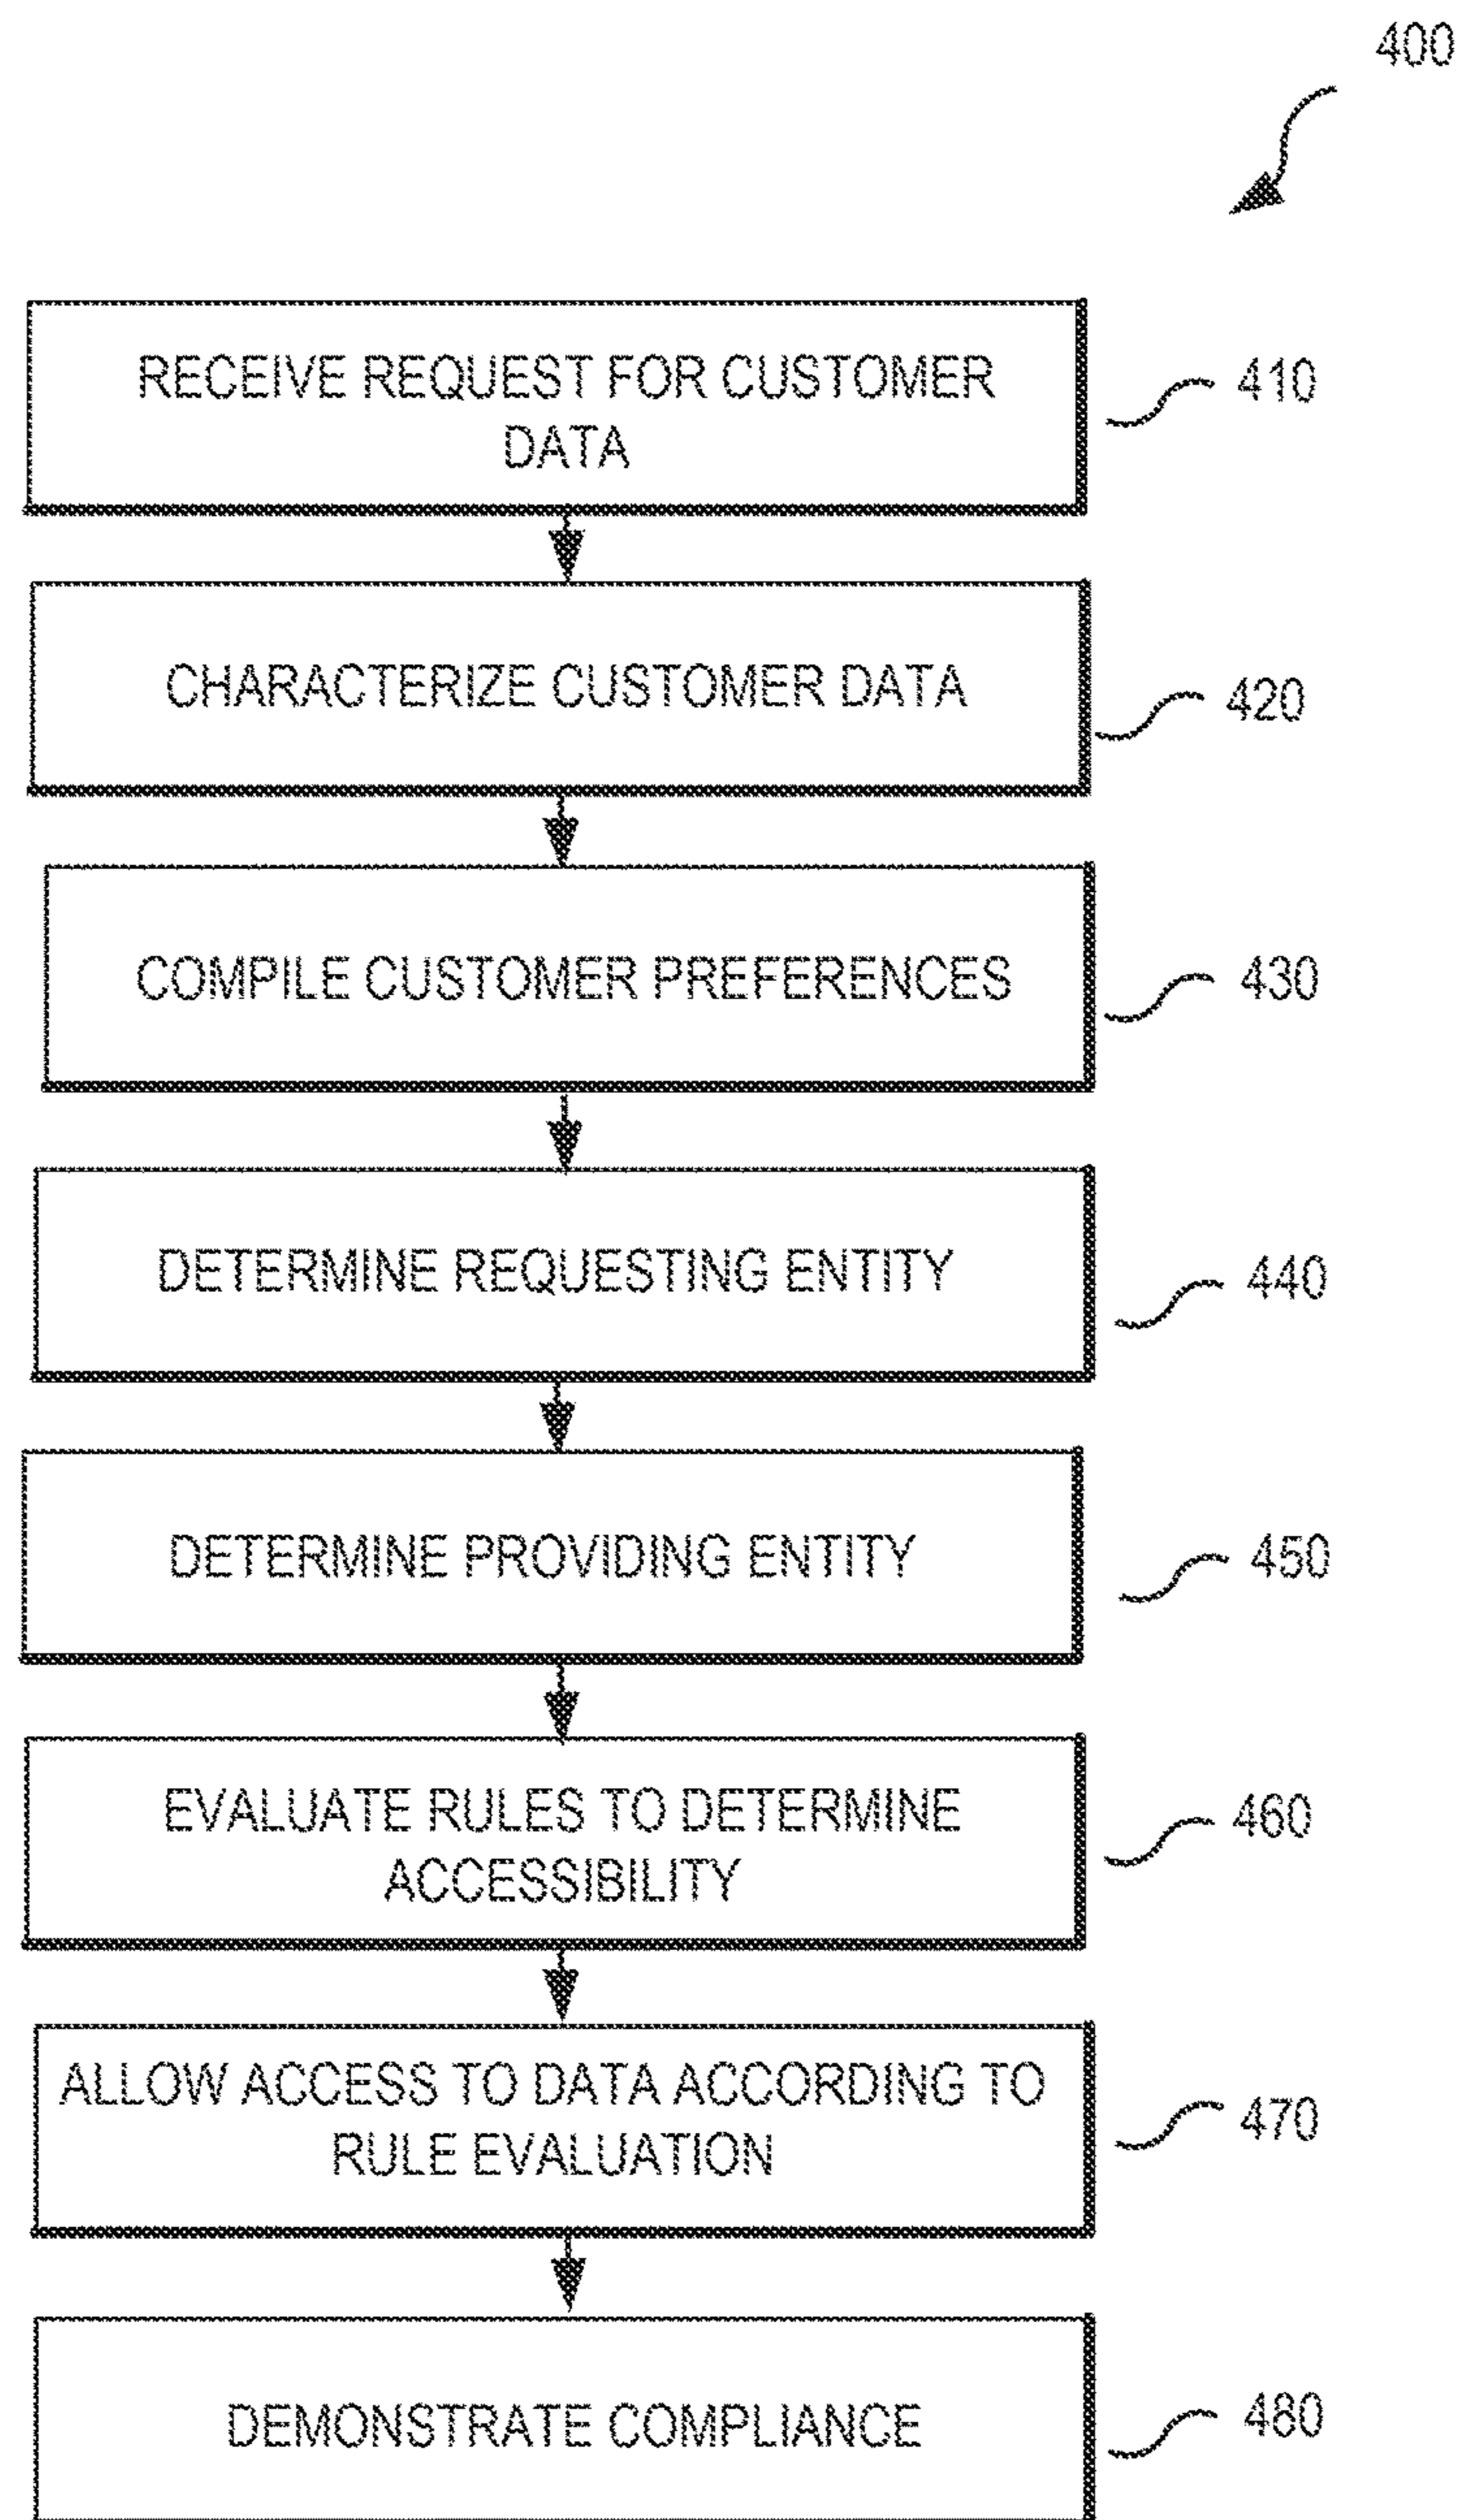 400
RECEIVE REQUEST FOR CUSTOMER
DATA
410
CHARACTERIZE CUSTOMER DATA
420
COMPILE CUSTOMER PREFERENCES
430
DETERMINE REQUESTING ENTITY
440
DETERMINE PROVIDING ENTITY
450
EVALUATE RULES TO DETERMINE
ACCESSIBILITY
460
ALLOW ACCESS TO DATA ACCORDING TO
RULE EVALUATION
470
DEMONSTRATE COMPLIANCE
480